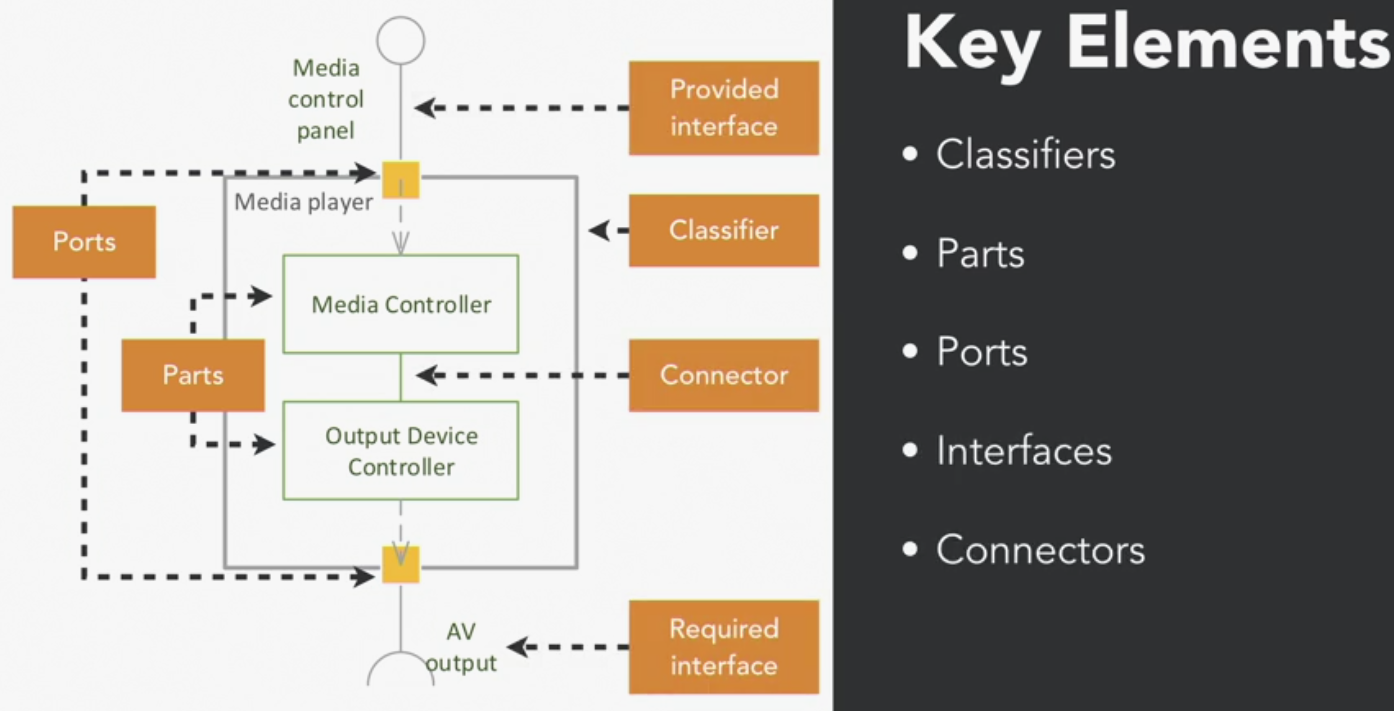 Media
control
panel
Provided
interface
Media player
Ports
Classifier
Media Controller
Parts
Connector
Output Device
Controller
AV
output
Required
interface
Key Elements
• Classifiers
• Parts
• Ports
• Interfaces
• Connectors